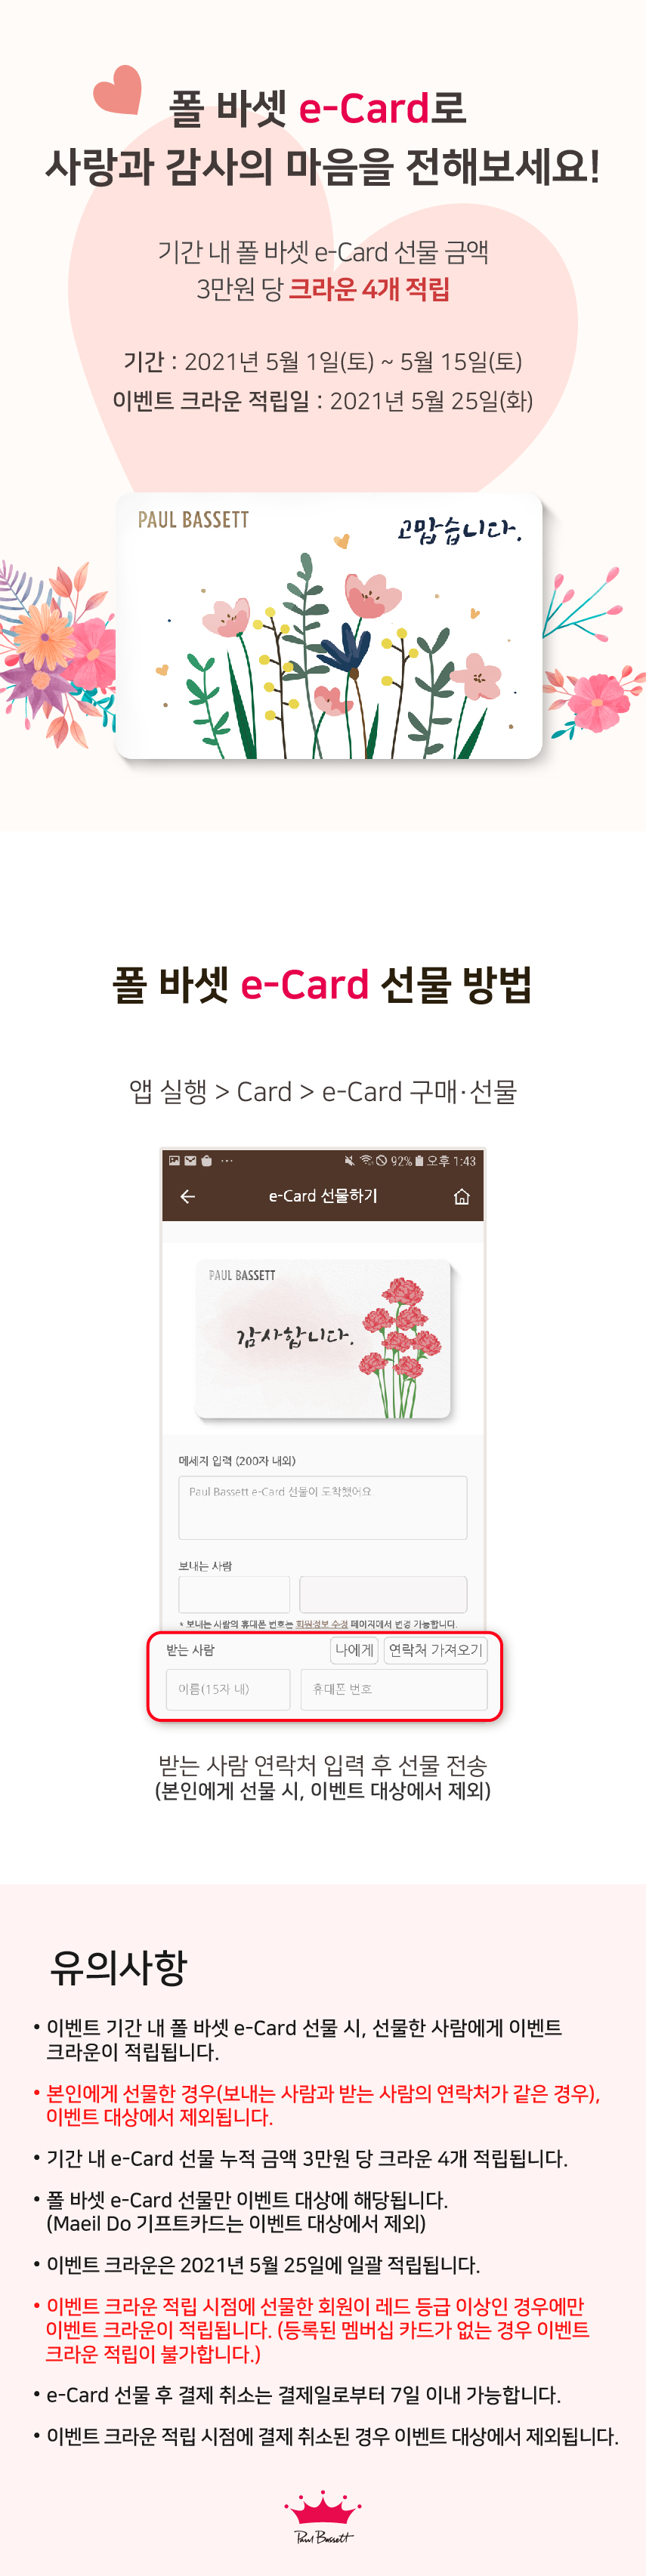 폴 바셋 e-Card로
사랑과 감사의 마음을 전해보세요!
기간 내 폴 바셋 e-Card 선물 금액
3만원 당 크라운 4개 적립
기간 : 2021년 5월 1일(토) ~ 5월 15일(토)
이벤트 크라운 적립일 : 2021년 5월 25일(화)
PAUL BASSETT
고맙습니다.
폴 바셋 e-Card 선물 방법
앱 실행 > Card > e-Card 구매·선물
92% 오후 1:43
e-Card 선물하기
PAUL BASSETT
감사합니다.
메세지 입력 (200자 내외)
Paul Bassett e-Card 선물이 도착했어요.
보내는 사람
* 보내는 사람의 휴대폰 번호는 회원정보 수정 페이지에서 변경 가능합니다.
받는 사람 나에게 연락처 가져오기
이름(15자 내) 휴대폰 번호
받는 사람 연락처 입력 후 선물 전송
(본인에게 선물 시, 이벤트 대상에서 제외)
유의사항
• 이벤트 기간 내 폴 바셋 e-Card 선물 시, 선물한 사람에게 이벤트
크라운이 적립됩니다.
• 본인에게 선물한 경우(보내는 사람과 받는 사람의 연락처가 같은 경우),
이벤트 대상에서 제외됩니다.
• 기간 내 e-Card 선물 누적 금액 3만원 당 크라운 4개 적립됩니다.
• 폴 바셋 e-Card 선물만 이벤트 대상에 해당됩니다.
(Maeil Do 기프트카드는 이벤트 대상에서 제외)
• 이벤트 크라운은 2021년 5월 25일에 일괄 적립됩니다.
• 이벤트 크라운 적립 시점에 선물한 회원이 레드 등급 이상인 경우에만
이벤트 크라운이 적립됩니다. (등록된 멤버십 카드가 없는 경우 이벤트
크라운 적립이 불가합니다.)
• e-Card 선물 후 결제 취소는 결제일로부터 7일 이내 가능합니다.
• 이벤트 크라운 적립 시점에 결제 취소된 경우 이벤트 대상에서 제외됩니다.
Paul Bassett